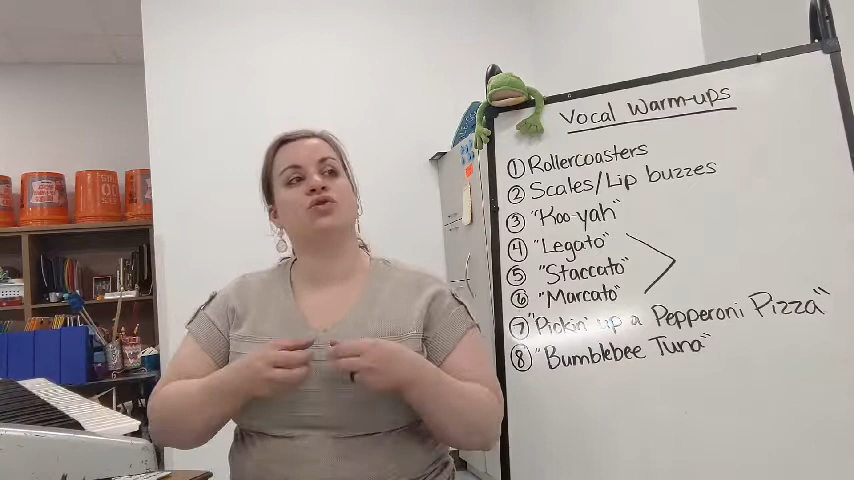 Vocal Warm-ups
① Rollercoasters
② Scales/Lip buzzes
③ "Koo-yah"
④ "Legato"
⑤ "Staccato"
⑥ "Marcato"
⑦ "Pickin' up a Pepperoni Pizza"
⑧ "Bumblebee Tuna"